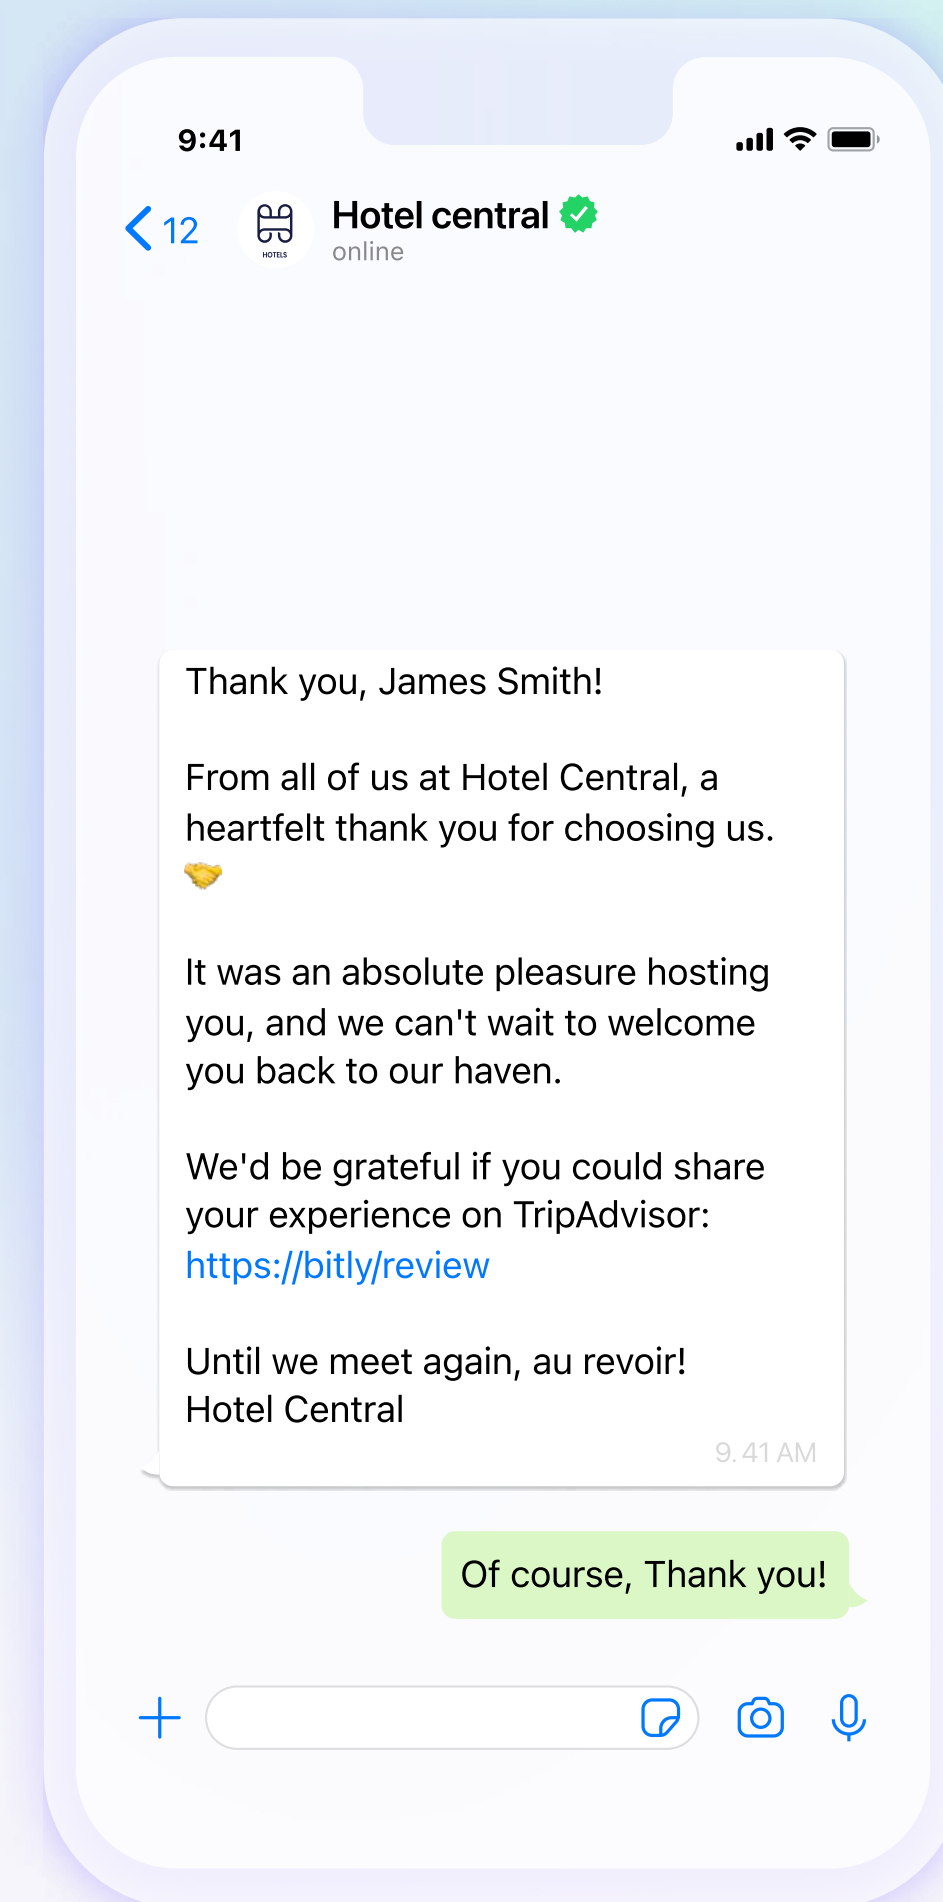 9:41
12
HOTELS
Hotel central
online
Thank you, James Smith!
From all of us at Hotel Central, a
heartfelt thank you for choosing us.
🤝
It was an absolute pleasure hosting
you, and we can't wait to welcome
you back to our haven.
We'd be grateful if you could share
your experience on TripAdvisor:
https://bitly/review
Until we meet again, au revoir!
Hotel Central
9.41 AM
Of course, Thank you!